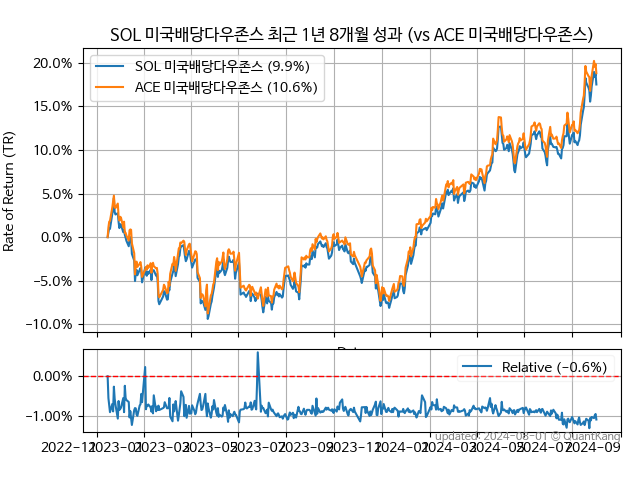 SOL 미국배당다우존스 최근 1년 8개월 성과 (vs ACE 미국배당다우존스)
SOL 미국배당다우존스 (9.9%)
ACE 미국배당다우존스 (10.6%)
Rate of Return (TR)
20.0%
15.0%
10.0%
5.0%
0.0%
−5.0%
−10.0%
Relative (−0.6%)
0.00%
−1.00%
updated: 2024-08-01 © QuantKang
2022-11 2023-01 2023-03 2023-05 2023-07 2023-09 2023-11 2024-01 2024-03 2024-05 2024-07 2024-09